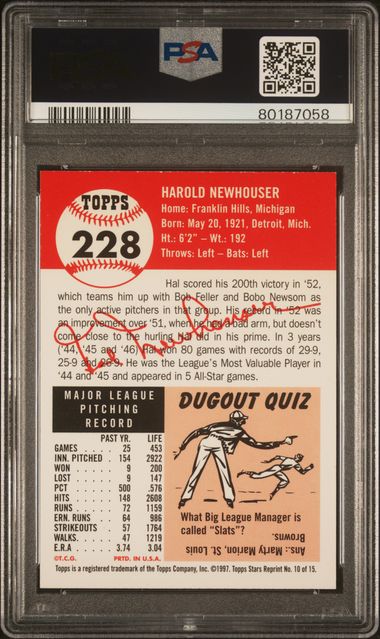 PSA
80187058
TOPPS
228
HAROLD NEWHOUSER
Home: Franklin Hills, Michigan
Born: May 20, 1921, Detroit, Mich.
Ht.: 6'2" – Wt.: 192
Throws: Left – Bats: Left
Hal scored his 200th victory in '52,
which teams him up with Bob Feller and Bobo Newsom as
the only active pitchers in that group. His record in '52 was
an improvement over '51, when he had a bad arm, but doesn't
come close to the hurling Hal did in his prime. In 3 years
('44, '45 and '46) Hal won 80 games with records of 29-9,
25-9 and 26-9. He was the League's Most Valuable Player in
'44 and '45 and appeared in 5 All-Star games.
Hal Newhouser
MAJOR LEAGUE
PITCHING
RECORD
PAST YR. LIFE
GAMES 25 453
INN. PITCHED 154 2922
WON 9 200
LOST 9 147
PCT .500 .576
HITS 148 2608
RUNS 72 1159
ERN. RUNS 64 986
STRIKEOUTS 57 1764
WALKS 47 1219
E.R.A 3.74 3.04
©T.C.G. PRTD. IN U.S.A.
DUGOUT QUIZ
What Big League Manager is
called "Slats"?
Ans.: Marty Marion, St. Louis
Browns.
Topps is a registered trademark of the Topps Company, Inc. ©1997. Topps Stars Reprint No. 10 of 15.